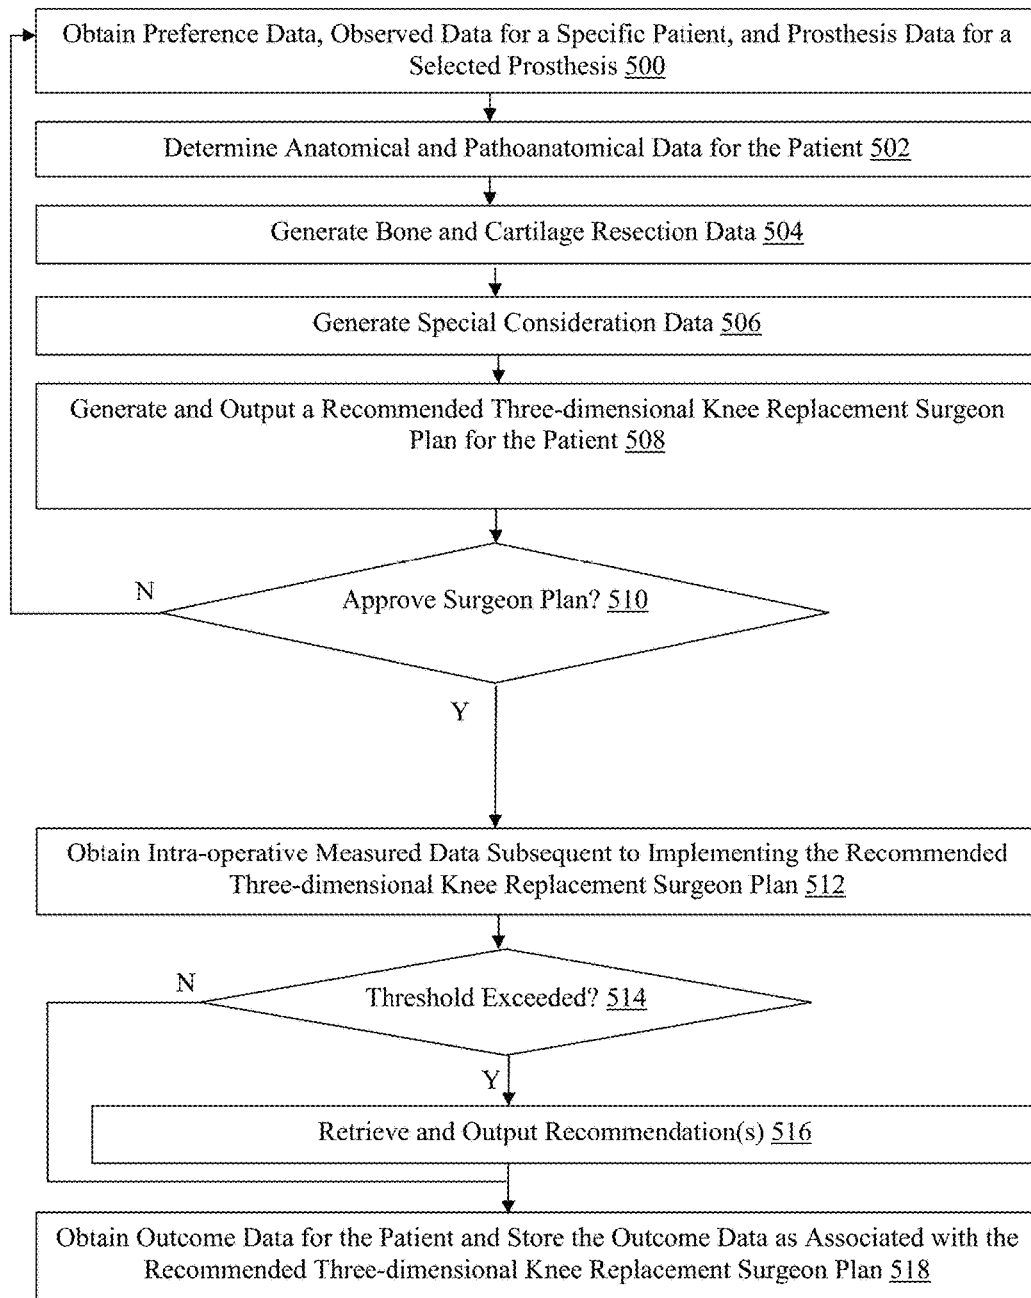 Obtain Preference Data, Observed Data for a Specific Patient, and Prosthesis Data for a
Selected Prosthesis 500
Determine Anatomical and Pathoanatomical Data for the Patient 502
Generate Bone and Cartilage Resection Data 504
Generate Special Consideration Data 506
Generate and Output a Recommended Three-dimensional Knee Replacement Surgeon
Plan for the Patient 508
N
Approve Surgeon Plan? 510
Y
Obtain Intra-operative Measured Data Subsequent to Implementing the Recommended
Three-dimensional Knee Replacement Surgeon Plan 512
N
Threshold Exceeded? 514
Y
Retrieve and Output Recommendation(s) 516
Obtain Outcome Data for the Patient and Store the Outcome Data as Associated with the
Recommended Three-dimensional Knee Replacement Surgeon Plan 518